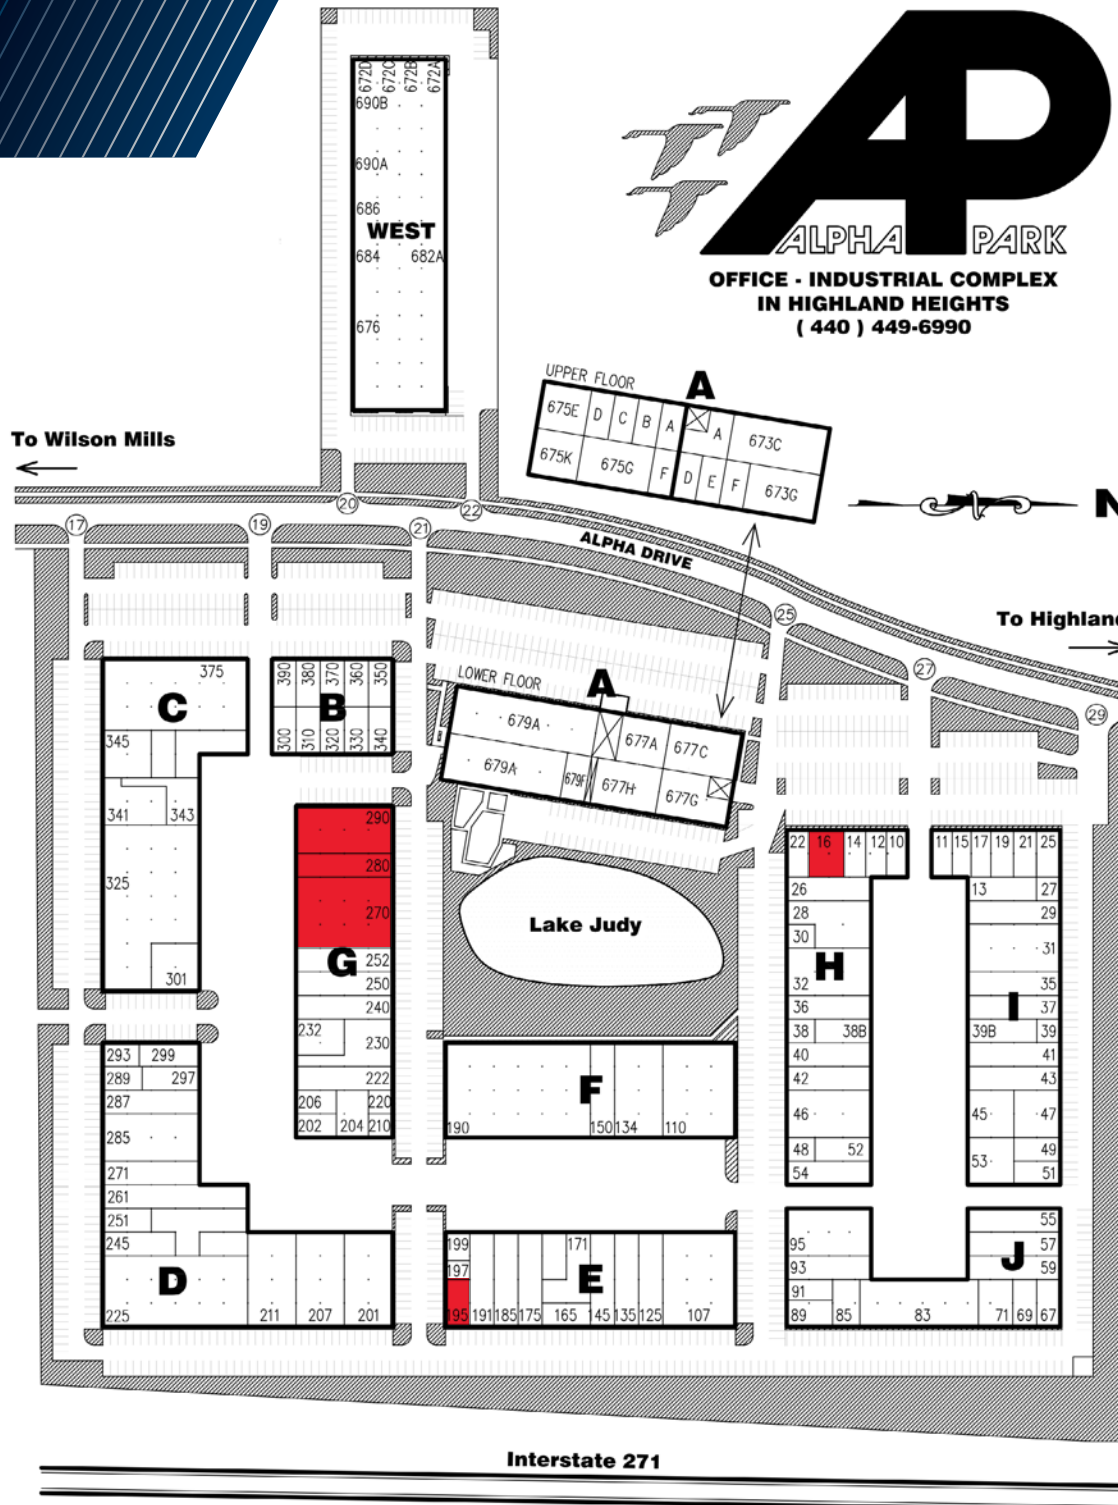 672D 672C 672B 672A
690B
690A
686
WEST
684 682A
676
AP
ALPHA PARK
OFFICE - INDUSTRIAL COMPLEX
IN HIGHLAND HEIGHTS
( 440 ) 449-6990
UPPER FLOOR
A
675E D C B A A 673C
675K 675G F D E F 673G
To Wilson Mills
N
17 19 20 21 22
ALPHA DRIVE
25
27
29
To Highland
C
375
345
341 343
325
301
B
390 380 370 360 350
300 310 320 330 340
LOWER FLOOR
A
679A 677A 677C
679A 679F 677H 677G
Lake Judy
G
290
280
270
252
250
240
232 230
222
206 220
202 204 210
F
190 150 134 110
H
22 16 14 12 10
26
28
30
32
36
38 38B
40
42
46
48 52
54
I
11 15 17 19 21 25
13 27
29
31
35
37
39B 39
41
43
45 47
49
53 51
D
293 299
289 297
287
285
271
261
251
245
225 211 207 201
E
199 171
197
195 191 185 175 165 145 135 125 107
J
55
95 57
93 59
91
89 85 83 71 69 67
Interstate 271